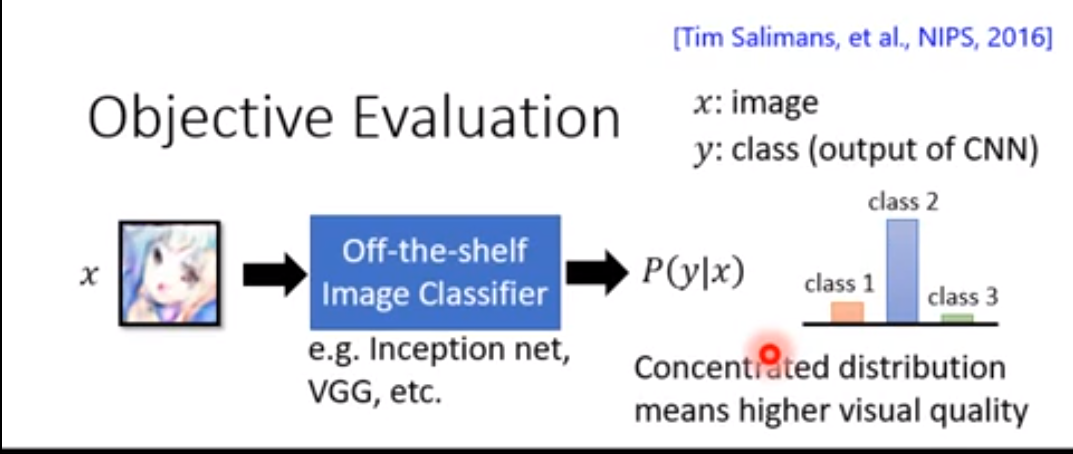 [Tim Salimans, et al., NIPS, 2016]
Objective Evaluation
x: image
y: class (output of CNN)
x
Off-the-shelf
Image Classifier
e.g. Inception net,
VGG, etc.
P(y|x)
class 1
class 2
class 3
Concentrated distribution
means higher visual quality